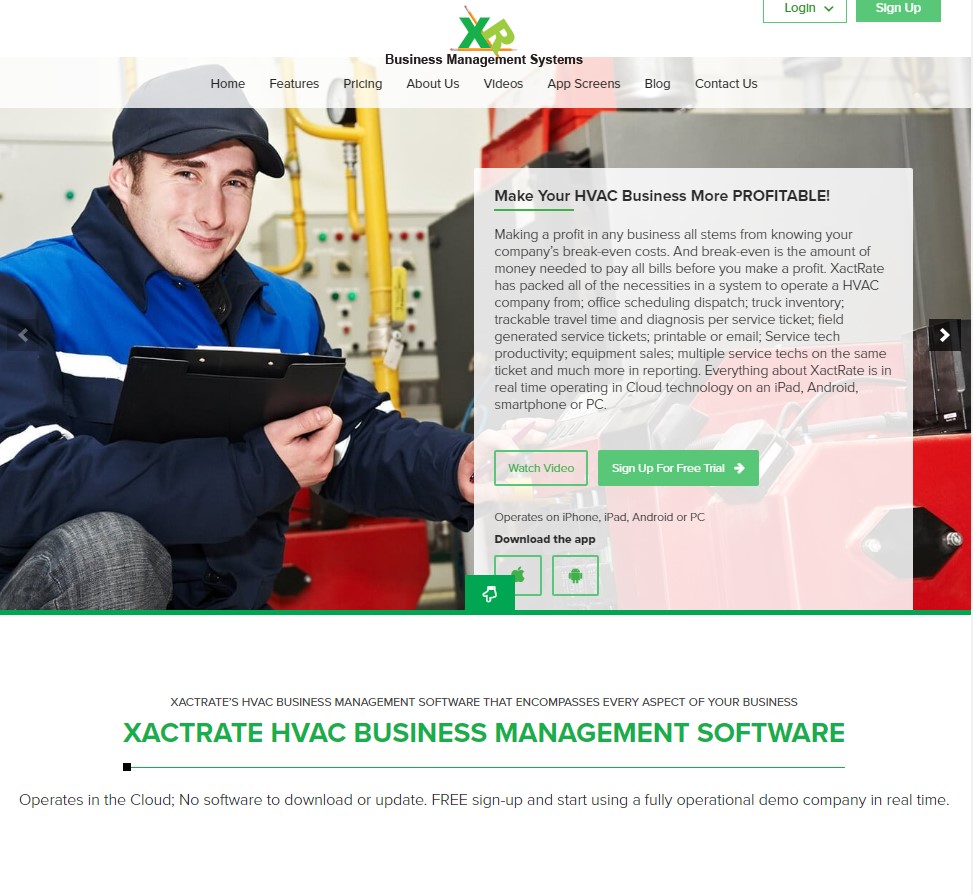 Login
Sign Up
XR
Business Management Systems
Home Features Pricing About Us Videos App Screens Blog Contact Us
Make Your HVAC Business More PROFITABLE!
Making a profit in any business all stems from knowing your
company's break-even costs. And break-even is the amount of
money needed to pay all bills before you make a profit. XactRate
has packed all of the necessities in a system to operate a HVAC
company from; office scheduling dispatch; truck inventory;
trackable travel time and diagnosis per service ticket; field
generated service tickets; printable or email; Service tech
productivity; equipment sales; multiple service techs on the same
ticket and much more in reporting. Everything about XactRate is in
real time operating in Cloud technology on an iPad, Android,
smartphone or PC.
Watch Video
Sign Up For Free Trial
Operates on iPhone, iPad, Android or PC
Download the app
XACTRATE'S HVAC BUSINESS MANAGEMENT SOFTWARE THAT ENCOMPASSES EVERY ASPECT OF YOUR BUSINESS
XACTRATE HVAC BUSINESS MANAGEMENT SOFTWARE
Operates in the Cloud; No software to download or update. FREE sign-up and start using a fully operational demo company in real time.